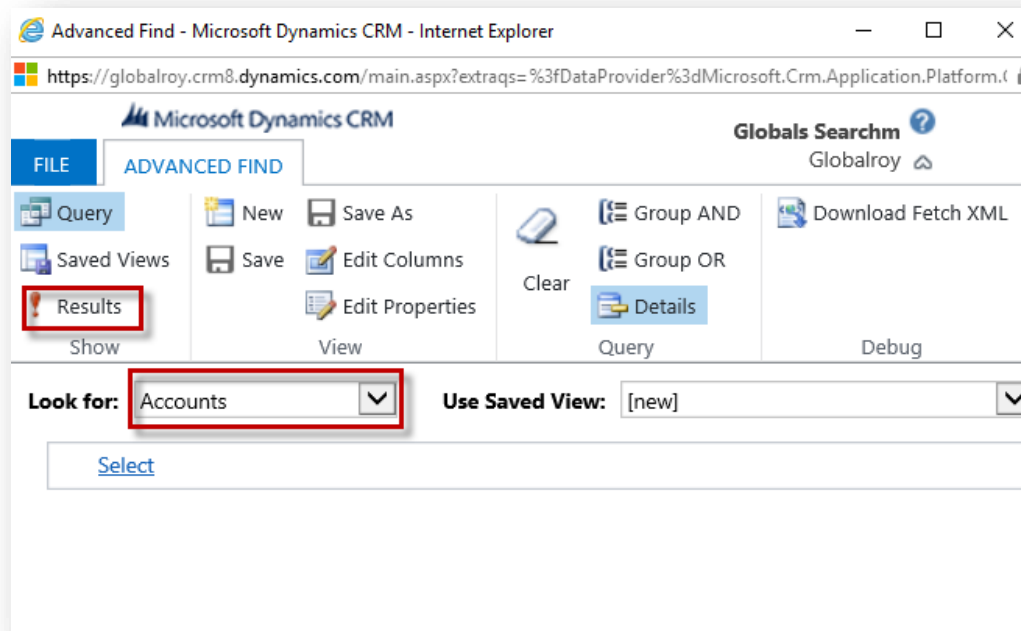 Advanced Find - Microsoft Dynamics CRM - Internet Explorer
https://globalroy.crm8.dynamics.com/main.aspx?extraqs=%3fDataProvider%3dMicrosoft.Crm.Application.Platform.(
Microsoft Dynamics CRM
Globals Searchm
Globalroy
FILE
ADVANCED FIND
Query
New
Save As
Group AND
Download Fetch XML
Saved Views
Save
Edit Columns
Clear
Group OR
Results
Edit Properties
Details
Show
View
Query
Debug
Look for: Accounts
Use Saved View: [new]
Select